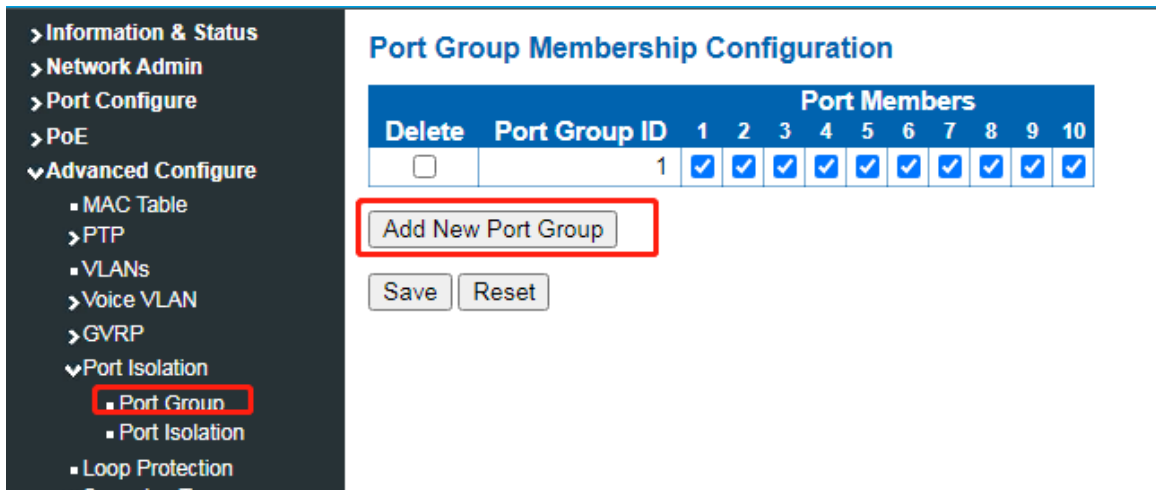 Information & Status
Network Admin
Port Configure
PoE
Advanced Configure
MAC Table
PTP
VLANs
Voice VLAN
GVRP
Port Isolation
Port Group
Port Isolation
Loop Protection
Port Group Membership Configuration
Port Members
Delete Port Group ID 1 2 3 4 5 6 7 8 9 10
1
Add New Port Group
Save Reset